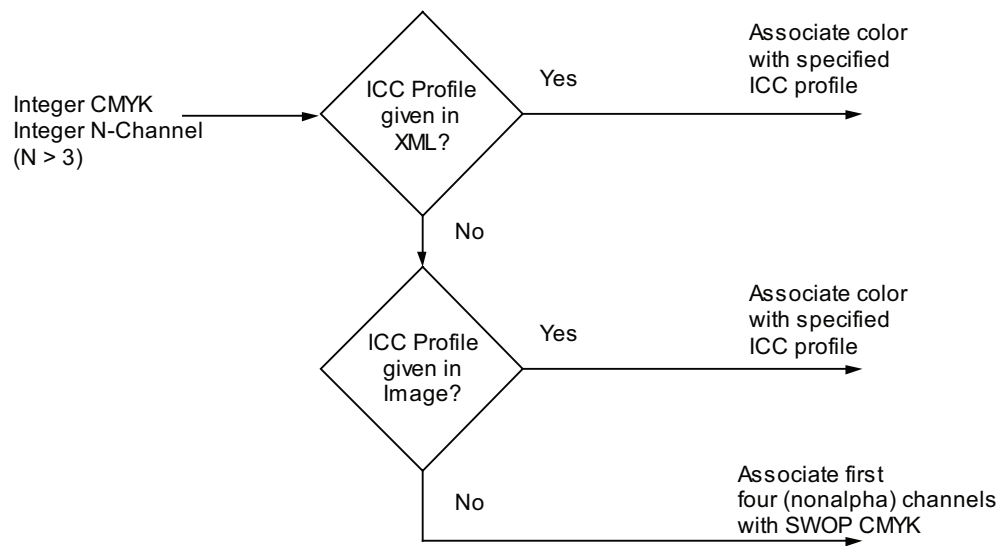 Associate color
with specified
ICC profile
Yes
ICC Profile
given in
XML?
Integer CMYK
Integer N-Channel
(N > 3)
No
Associate color
with specified
ICC profile
Yes
ICC Profile
given in
Image?
No
Associate first
four (nonalpha) channels
with SWOP CMYK